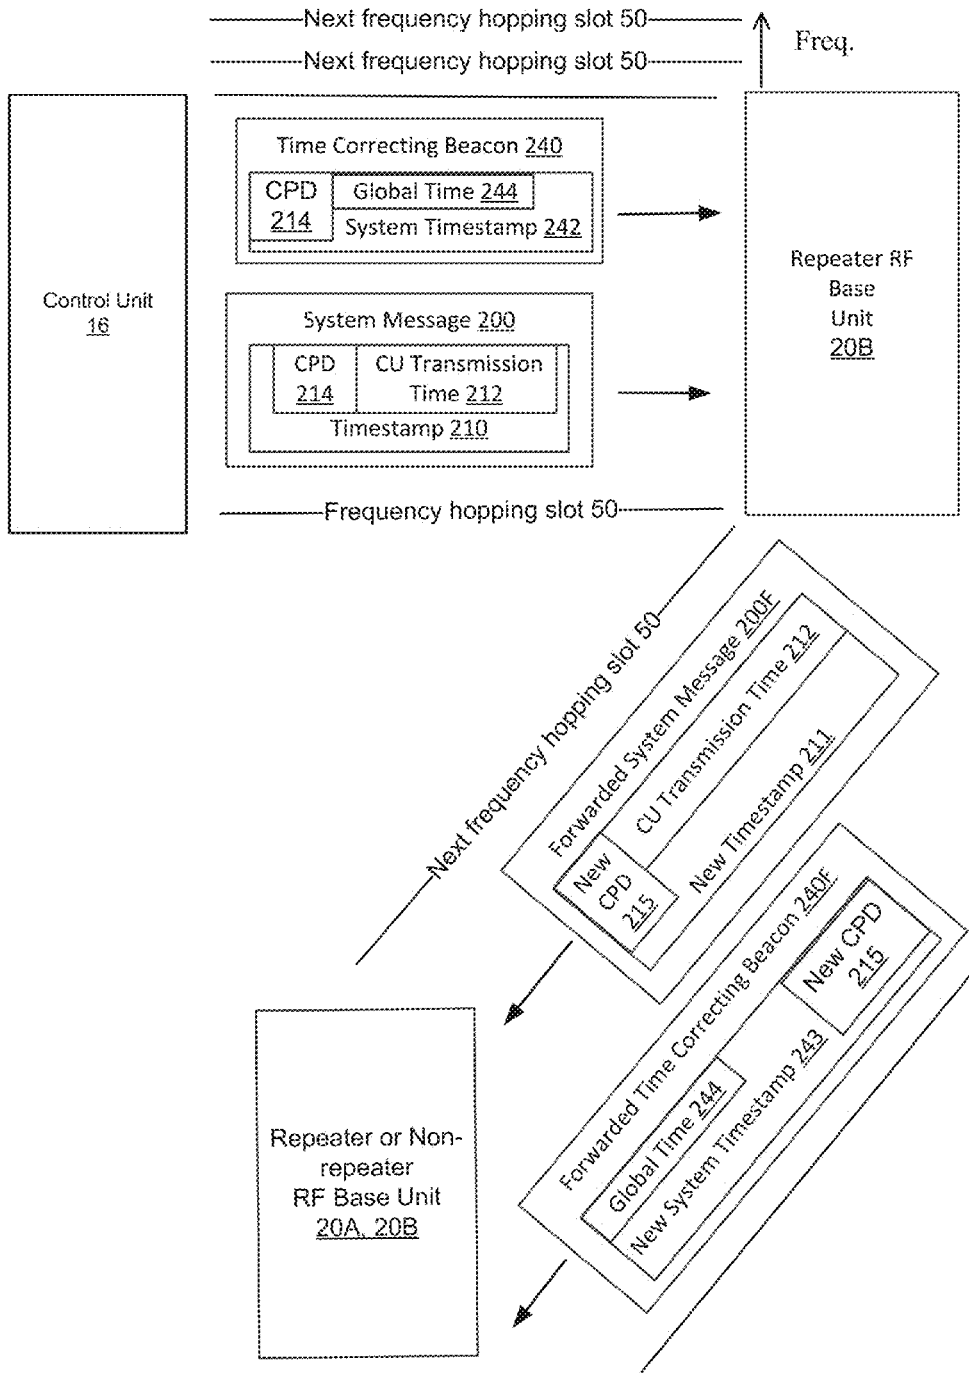 Next frequency hopping slot 50
Freq.
Next frequency hopping slot 50
Control Unit
16
Time Correcting Beacon 240
CPD
214
Global Time 244
System Timestamp 242
System Message 200
CPD
214
CU Transmission
Time 212
Timestamp 210
Repeater RF
Base
Unit
20B
Frequency hopping slot 50
Next frequency hopping slot 50
Forwarded System Message 200F
CU Transmission Time 212
New
CPD
215
New Timestamp 211
Forwarded Time Correcting Beacon 240F
New CPD
215
Global Time 244
New System Timestamp 243
Repeater or Non-
repeater
RF Base Unit
20A, 20B